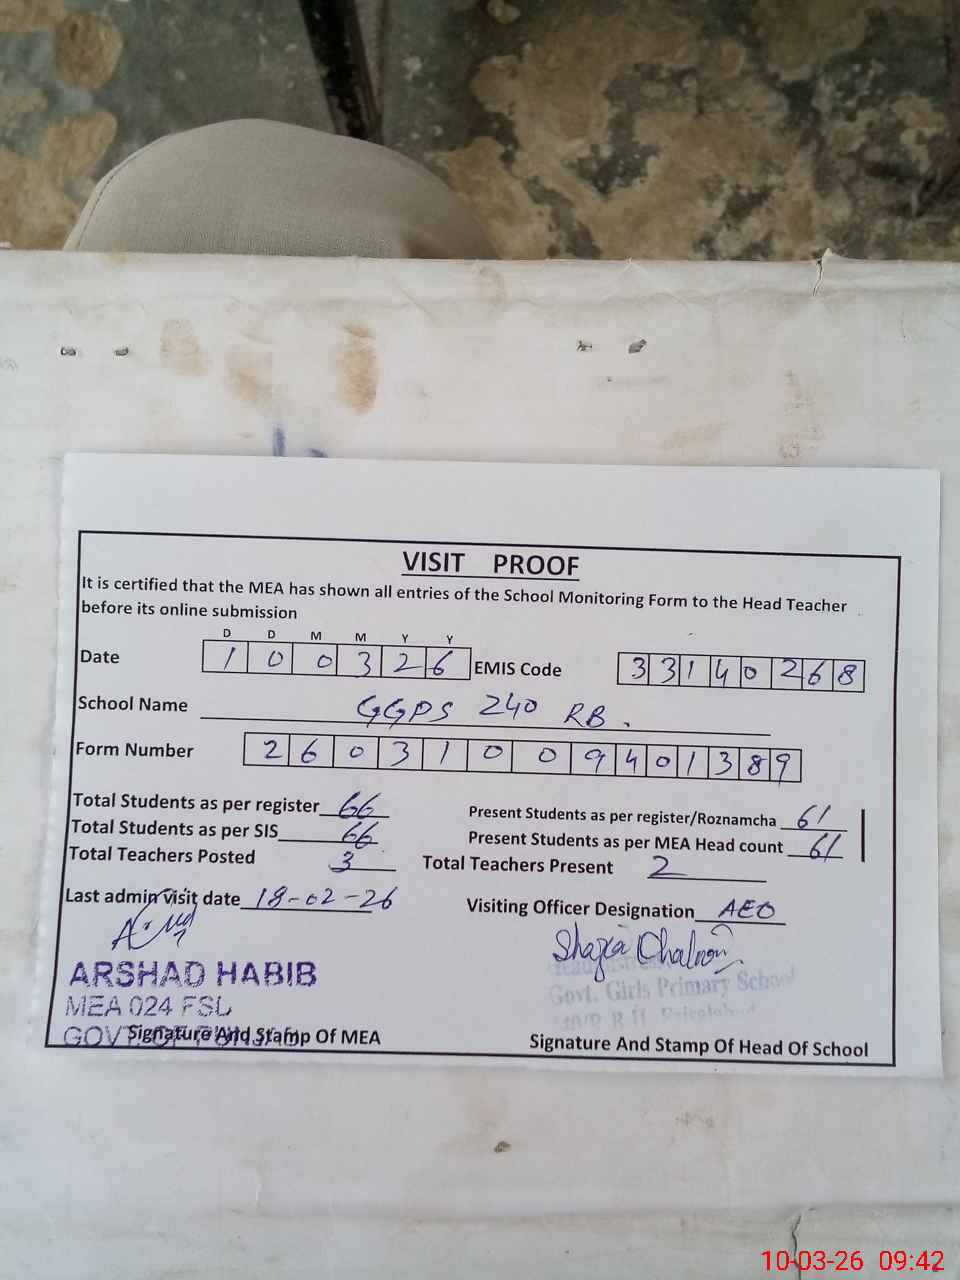 VISIT PROOF
It is certified that the MEA has shown all entries of the School Monitoring Form to the Head Teacher
before its online submission
D D M M Y Y
Date 1 0 0 3 2 6 EMIS Code 3 3 1 4 0 2 6 8
School Name GGPS 240 RB.
Form Number 2 6 0 3 1 0 0 9 4 0 1 3 8 9
Total Students as per register 66 Present Students as per register/Roznamcha 61
Total Students as per SIS 66 Present Students as per MEA Head count 61
Total Teachers Posted 3 Total Teachers Present 2
Last admin visit date 18-02-26 Visiting Officer Designation AEO
ARSHAD HABIB
MEA 024 FSL
GOVT. OF PUNJAB
Govt. Girls Primary School
Signature And Stamp Of MEA Signature And Stamp Of Head Of School
10-03-26 09:42